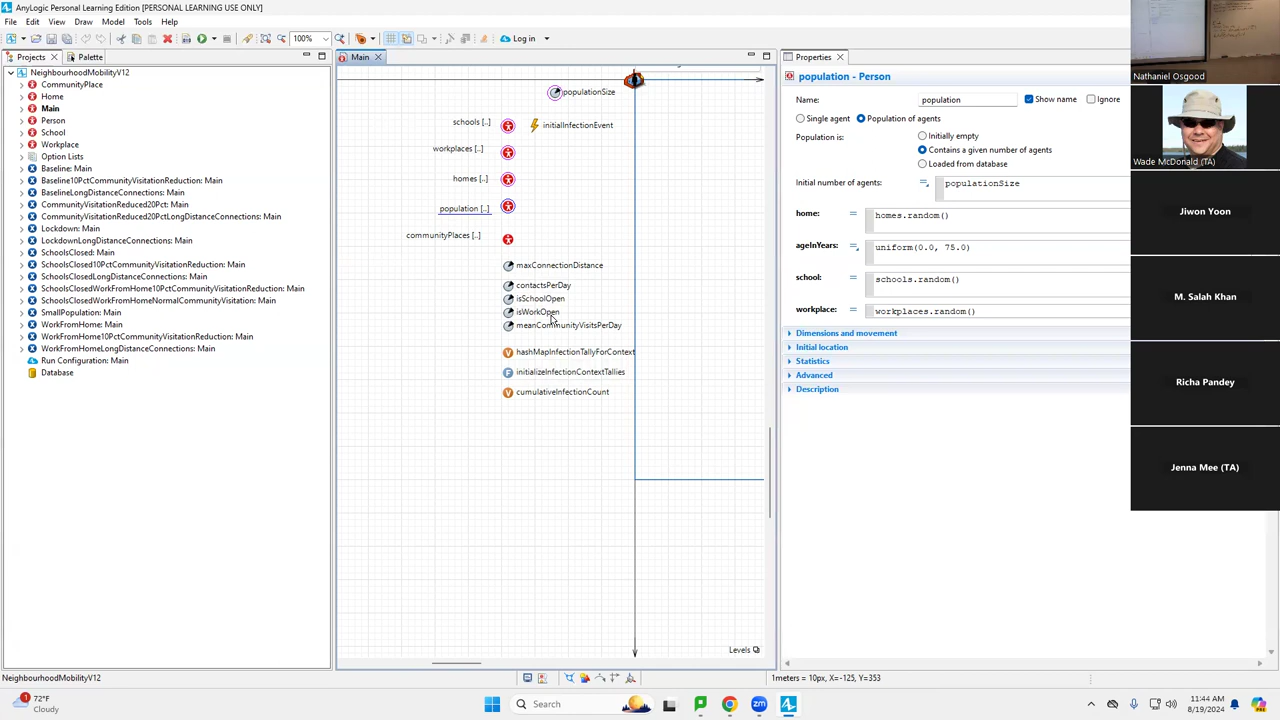 AnyLogic Personal Learning Edition [PERSONAL LEARNING USE ONLY]
File Edit View Draw Model Tools Help
100% Log in
Projects Palette
NeighbourhoodMobilityV12
CommunityPlace
Home
Main
Person
School
Workplace
Option Lists
Baseline: Main
Baseline10PctCommunityVisitationReduction: Main
BaselineLongDistanceConnections: Main
CommunityVisitationReduced20Pct: Main
CommunityVisitationReduced20PctLongDistanceConnections: Main
Lockdown: Main
LockdownLongDistanceConnections: Main
SchoolsClosed: Main
SchoolsClosed10PctCommunityVisitationReduction: Main
SchoolsClosedLongDistanceConnections: Main
SchoolsClosedWorkFromHome10PctCommunityVisitationReduction: Main
SchoolsClosedWorkFromHomeNormalCommunityVisitation: Main
SmallPopulation: Main
WorkFromHome: Main
WorkFromHome10PctCommunityVisitationReduction: Main
WorkFromHomeLongDistanceConnections: Main
Run Configuration: Main
Database
Main
populationSize
schools [..]
initialInfectionEvent
workplaces [..]
homes [..]
population [..]
communityPlaces [..]
maxConnectionDistance
contactsPerDay
isSchoolOpen
isWorkOpen
meanCommunityVisitsPerDay
hashMapInfectionTallyForContext
initializeInfectionContextTallies
cumulativeInfectionCount
Levels
Properties
population - Person
Name: population Show name Ignore
Single agent Population of agents
Population is: Initially empty
Contains a given number of agents
Loaded from database
Initial number of agents: populationSize
home: homes.random()
ageInYears: uniform(0.0, 75.0)
school: schools.random()
workplace: workplaces.random()
Dimensions and movement
Initial location
Statistics
Advanced
Description
Nathaniel Osgood
Wade McDonald (TA)
Jiwon Yoon
M. Salah Khan
Richa Pandey
Jenna Mee (TA)
NeighbourhoodMobilityV12
1meters = 10px, X=-125, Y=353
1
72°F
Cloudy
Search
11:44 AM
8/19/2024